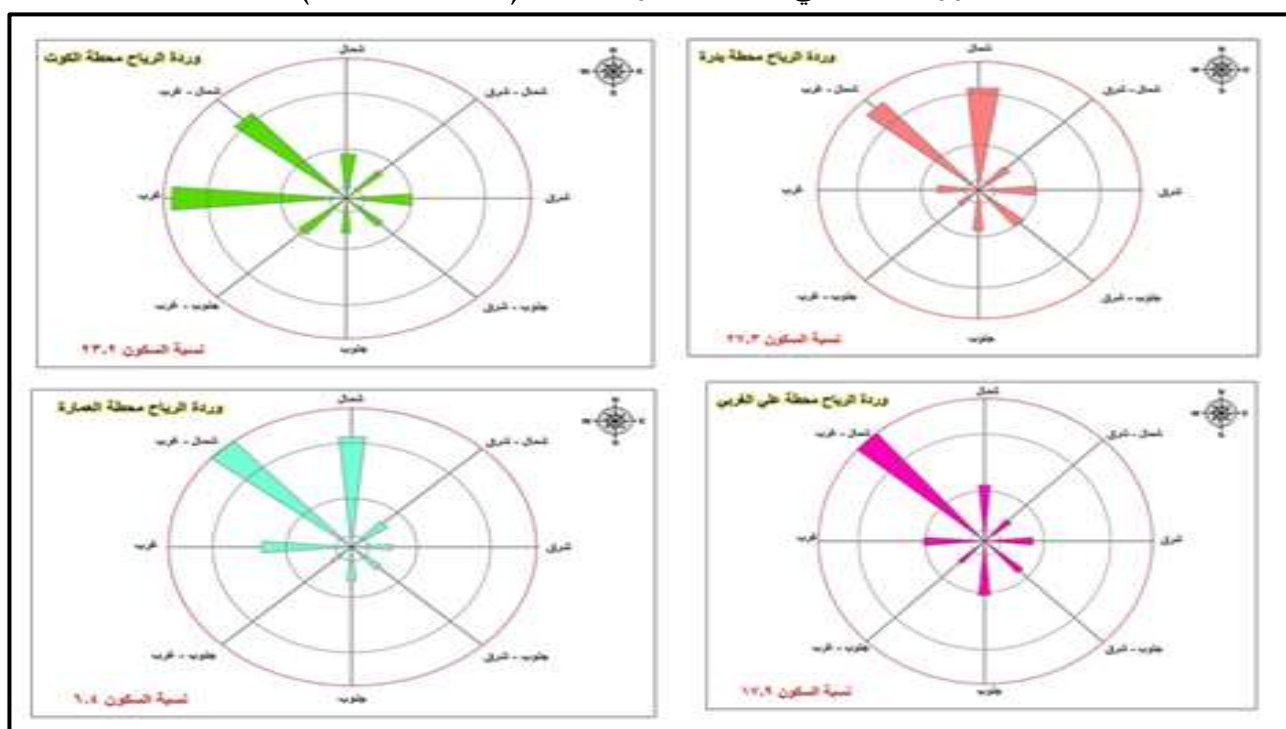 وردة الرياح محطة بدرة
شمال
شمال - شرق
شرق
جنوب - شرق
جنوب
جنوب - غرب
غرب
شمال - غرب
N
E
S
W
نسبة السكون ٢٧,٣
وردة الرياح محطة الكوت
شمال
شمال - شرق
شرق
جنوب - شرق
جنوب
جنوب - غرب
غرب
شمال - غرب
N
E
S
W
نسبة السكون
وردة الرياح محطة علي الغربي
شمال
شمال - شرق
شرق
جنوب - شرق
جنوب
جنوب - غرب
غرب
شمال - غرب
N
E
S
W
نسبة السكون
وردة الرياح محطة العمارة
شمال
شمال - شرق
شرق
جنوب - شرق
جنوب
جنوب - غرب
غرب
شمال - غرب
N
E
S
W
نسبة السكون